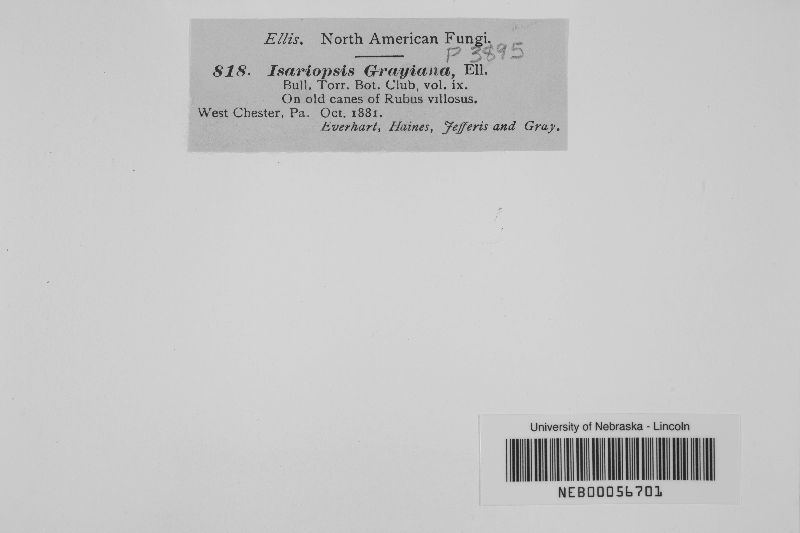 Ellis. North American Fungi.
P 3895
818. Isariopsis Grayiana, Ell.
Bull. Torr. Bot. Club, vol. ix.
On old canes of Rubus villosus.
West Chester, Pa. Oct. 1881.
Everhart, Haines, Jefferis and Gray.
University of Nebraska - Lincoln
NEB00056701